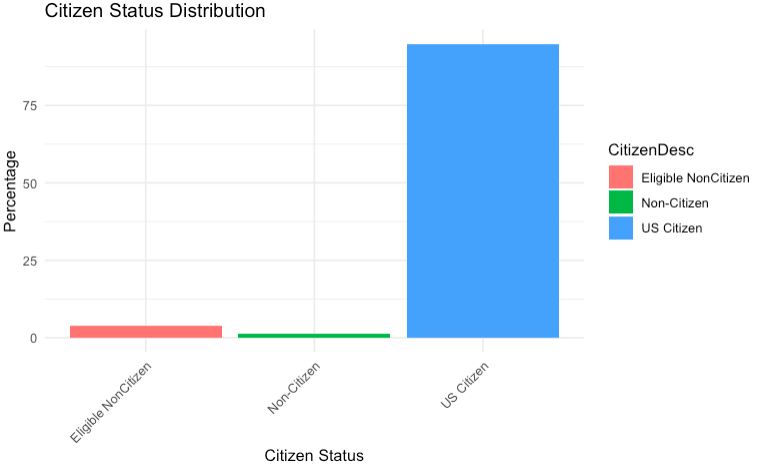 Citizen Status Distribution
Percentage
75
50
25
0
Eligible NonCitizen
Non-Citizen
US Citizen
Citizen Status
CitizenDesc
Eligible NonCitizen
Non-Citizen
US Citizen